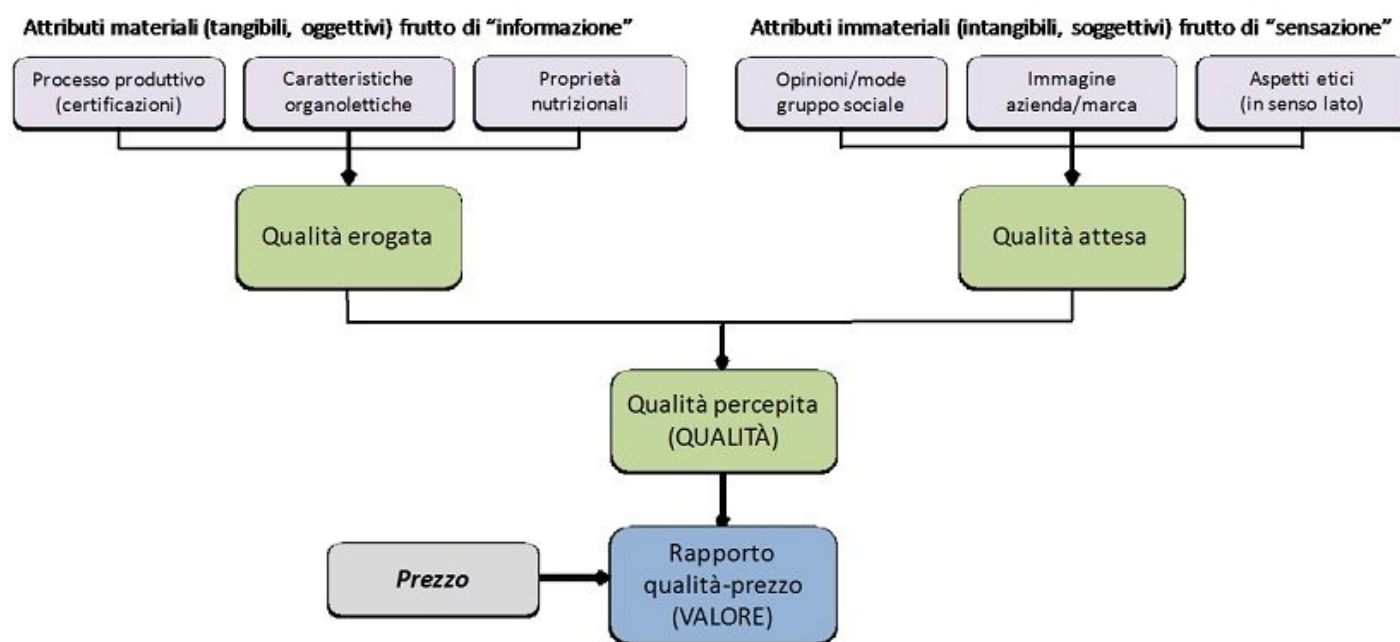 Attributi materiali (tangibili, oggettivi) frutto di “informazione”
Attributi immateriali (intangibili, soggettivi) frutto di “sensazione”
Processo produttivo
(certificazioni)
Caratteristiche
organolettiche
Proprietà
nutrizionali
Opinioni/mode
gruppo sociale
Immagine
azienda/marca
Aspetti etici
(in senso lato)
Qualità erogata
Qualità attesa
Qualità percepita
(QUALITÀ)
Prezzo
Rapporto
qualità-prezzo
(VALORE)